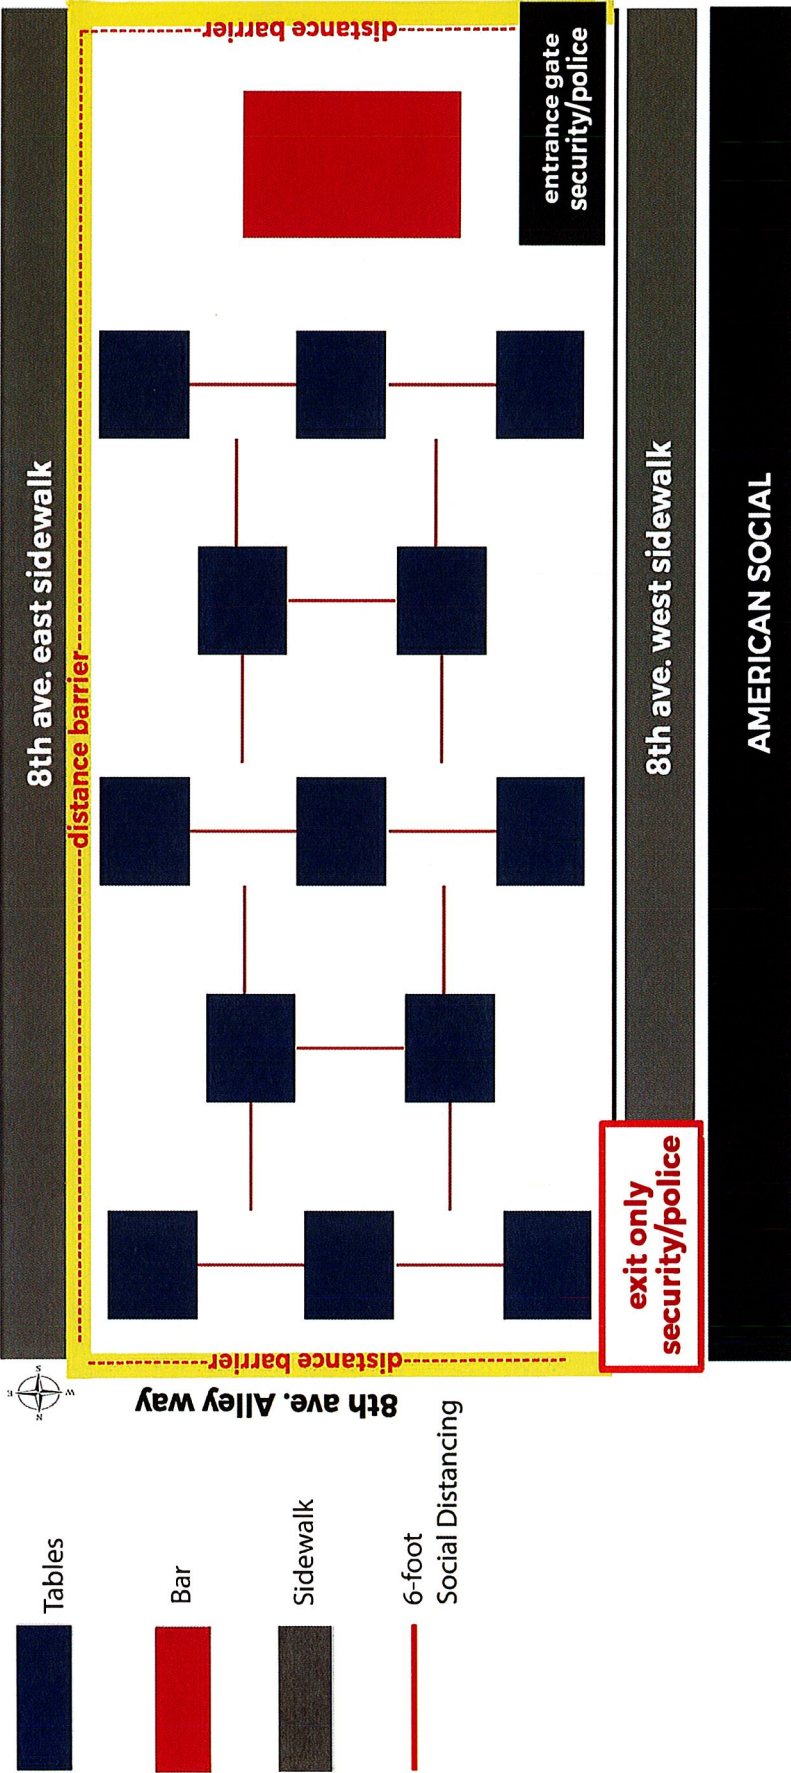 distance barrier
entrance gate
security/police
8th ave. east sidewalk
distance barrier
8th ave. west sidewalk
AMERICAN SOCIAL
exit only
security/police
distance barrier
8th ave. Alley way
S
E
W
N
Tables
Bar
Sidewalk
6-foot
Social Distancing